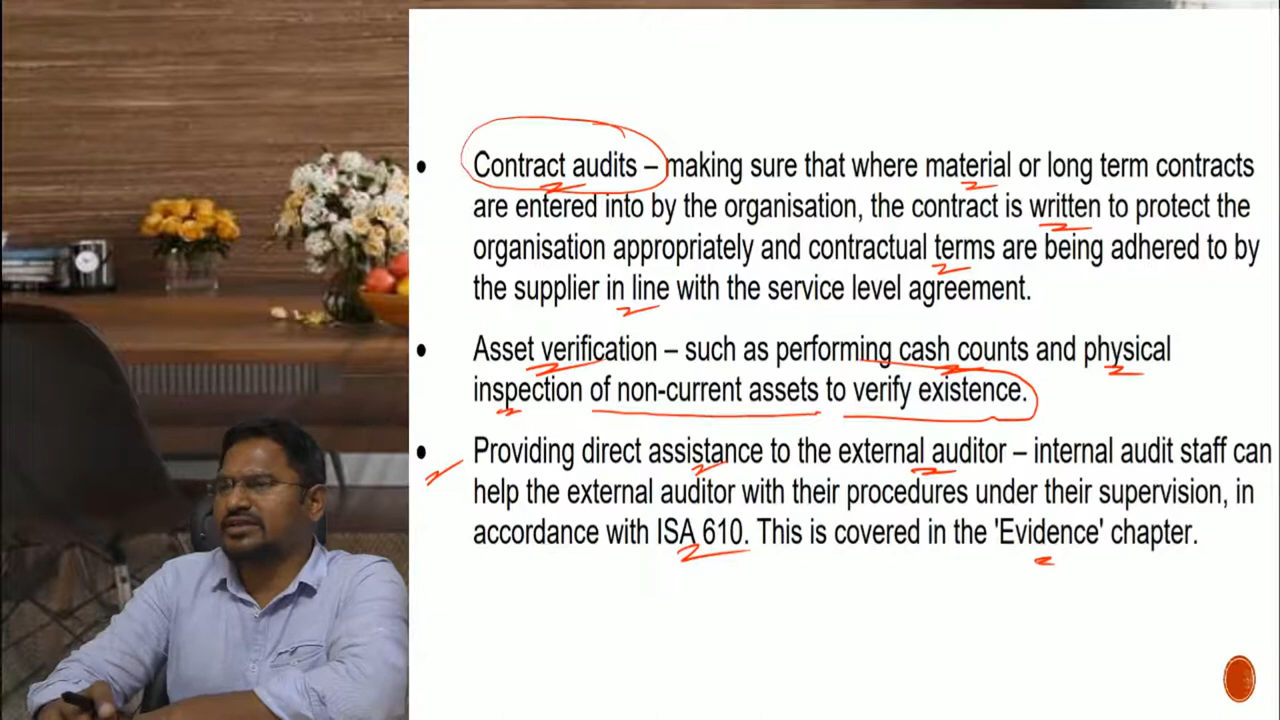 • Contract audits – making sure that where material or long term contracts
are entered into by the organisation, the contract is written to protect the
organisation appropriately and contractual terms are being adhered to by
the supplier in line with the service level agreement.
• Asset verification – such as performing cash counts and physical
inspection of non-current assets to verify existence.
• Providing direct assistance to the external auditor – internal audit staff can
help the external auditor with their procedures under their supervision, in
accordance with ISA 610. This is covered in the 'Evidence' chapter.